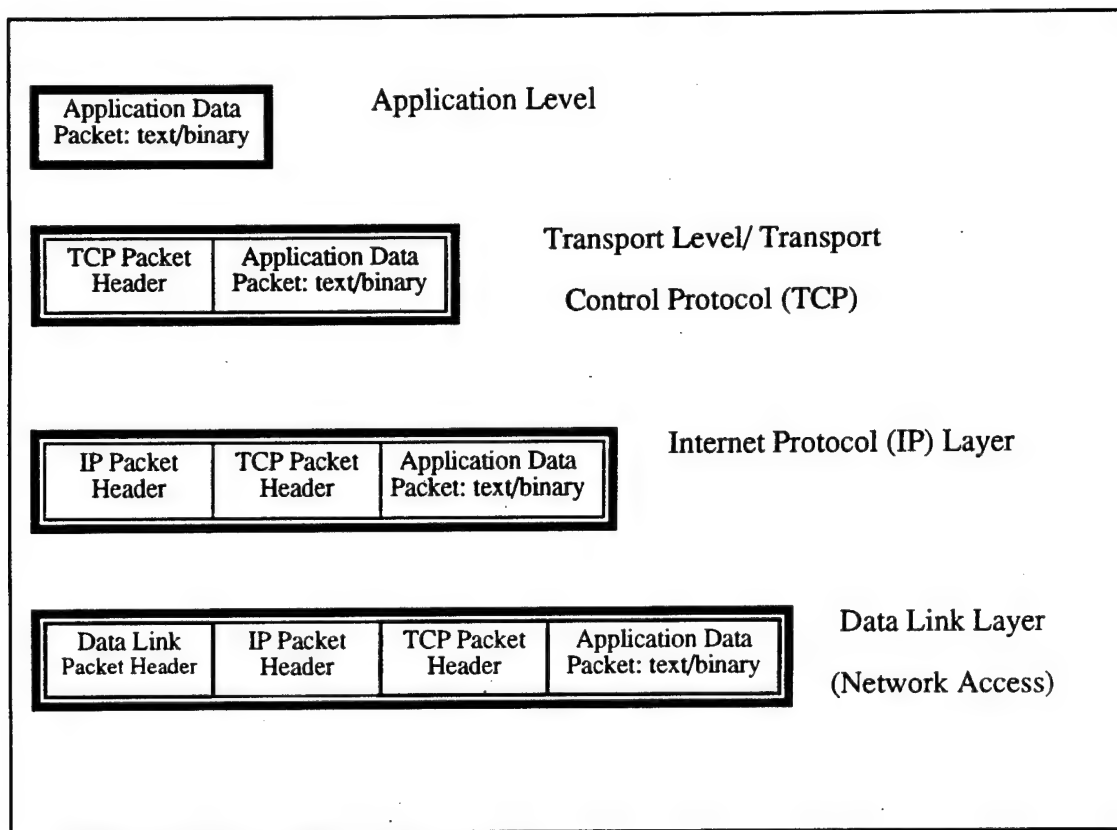 Application Data
Packet: text/binary
Application Level
TCP Packet
Header
Application Data
Packet: text/binary
Transport Level/ Transport
Control Protocol (TCP)
IP Packet
Header
TCP Packet
Header
Application Data
Packet: text/binary
Internet Protocol (IP) Layer
Data Link
Packet Header
IP Packet
Header
TCP Packet
Header
Application Data
Packet: text/binary
Data Link Layer
(Network Access)